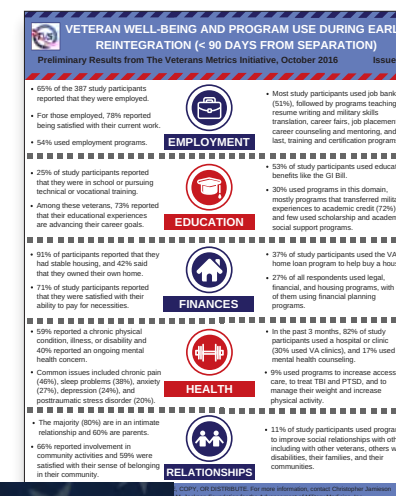 VETERAN WELL-BEING AND PROGRAM USE DURING EARL
REINTEGRATION (< 90 DAYS FROM SEPARATION)
Preliminary Results from The Veterans Metrics Initiative, October 2016 Issue
• 65% of the 387 study participants
reported that they were employed.
• For those employed, 78% reported
being satisfied with their current work.
• 54% used employment programs.
EMPLOYMENT
• Most study participants used job bank
(51%), followed by programs teaching
resume writing and military skills
translation, career fairs, job placement
career counseling and mentoring, and
last, training and certification program
• 25% of study participants reported
that they were in school or pursuing
technical or vocational training.
• Among these veterans, 73% reported
that their educational experiences
are advancing their career goals.
EDUCATION
• 53% of study participants used educat
benefits like the GI Bill.
• 30% used programs in this domain,
mostly programs that transferred milita
experiences to academic credit (72%)
and few used scholarship and academ
social support programs.
• 91% of participants reported that they
had stable housing, and 42% said
that they owned their own home.
• 71% of study participants reported
that they were satisfied with their
ability to pay for necessities.
FINANCES
• 37% of study participants used the VA
home loan program to help buy a hous
• 27% of all respondents used legal,
financial, and housing programs, with
of them using financial planning
programs.
• 59% reported a chronic physical
condition, illness, or disability and
40% reported an ongoing mental
health concern.
• Common issues included chronic pain
(46%), sleep problems (38%), anxiety
(27%), depression (24%), and
posttraumatic stress disorder (20%).
HEALTH
• In the past 3 months, 82% of study
participants used a hospital or clinic
(30% used VA clinics), and 17% used
mental health counseling.
• 9% used programs to increase access
care, to treat TBI and PTSD, and to
manage their weight and increase
physical activity.
• The majority (80%) are in an intimate
relationship and 60% are parents.
• 66% reported involvement in
community activities and 59% were
satisfied with their sense of belonging
in their community.
RELATIONSHIPS
• 11% of study participants used progra
to improve social relationships with oth
including with other veterans, others w
disabilities, their families, and their
communities.
COPY, OR DISTRIBUTE. For more information, contact Christopher Jamieson